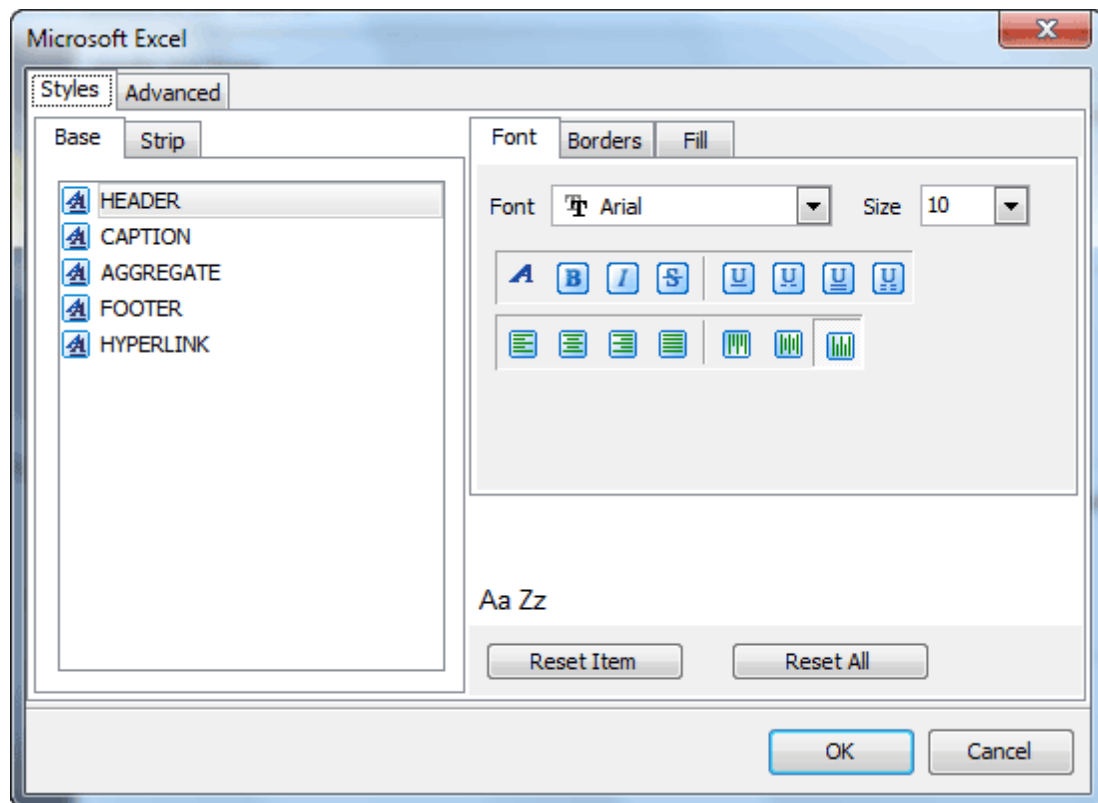 Microsoft Excel
Styles Advanced
Base Strip
HEADER
CAPTION
AGGREGATE
FOOTER
HYPERLINK
Font Borders Fill
Font Arial Size 10
A B I S U U U U
Aa Zz
Reset Item Reset All
OK Cancel